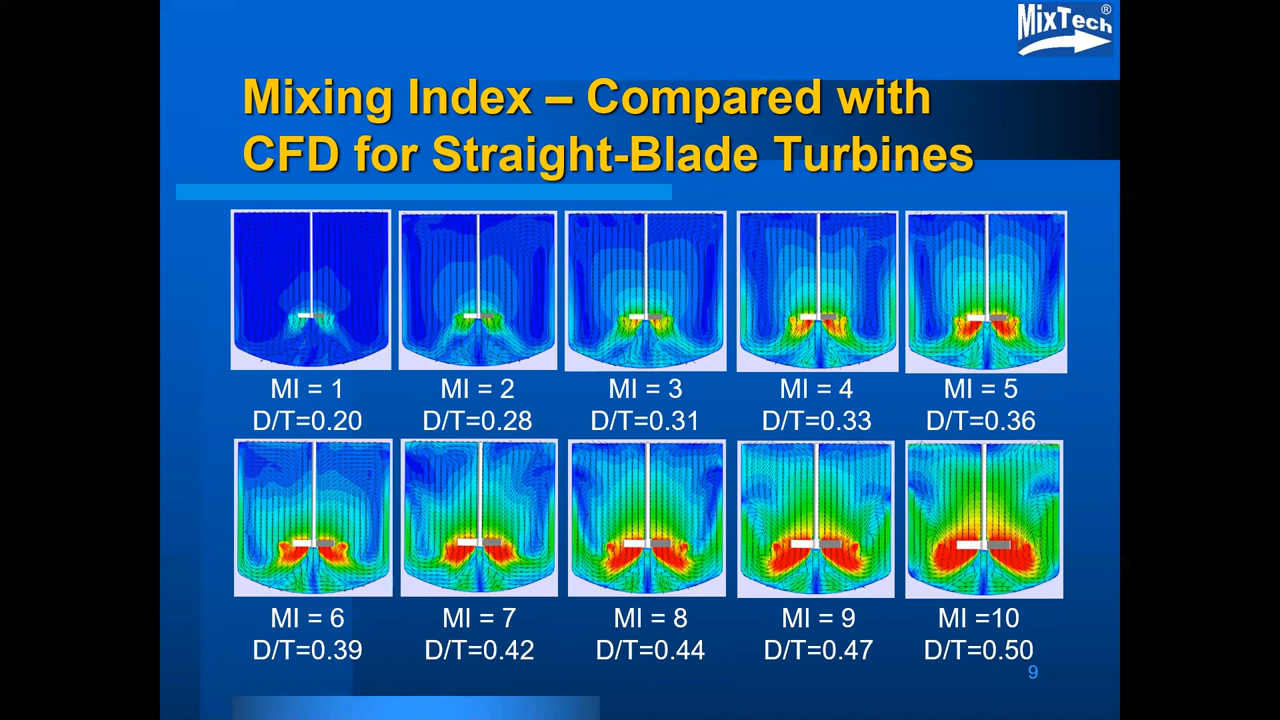 MixTech®
Mixing Index – Compared with
CFD for Straight-Blade Turbines
MI = 1
D/T=0.20
MI = 2
D/T=0.28
MI = 3
D/T=0.31
MI = 4
D/T=0.33
MI = 5
D/T=0.36
MI = 6
D/T=0.39
MI = 7
D/T=0.42
MI = 8
D/T=0.44
MI = 9
D/T=0.47
MI =10
D/T=0.50
9